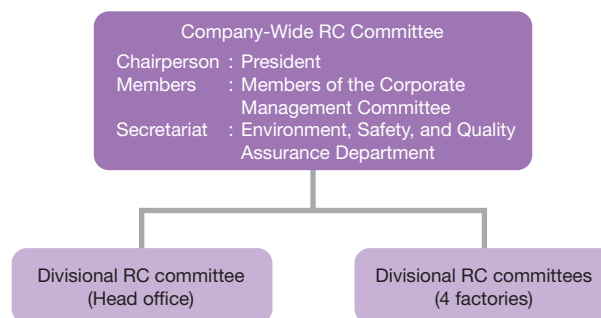 Company-Wide RC Committee
Chairperson : President
Members : Members of the Corporate
Management Committee
Secretariat : Environment, Safety, and Quality
Assurance Department
Divisional RC committee
(Head office)
Divisional RC committees
(4 factories)